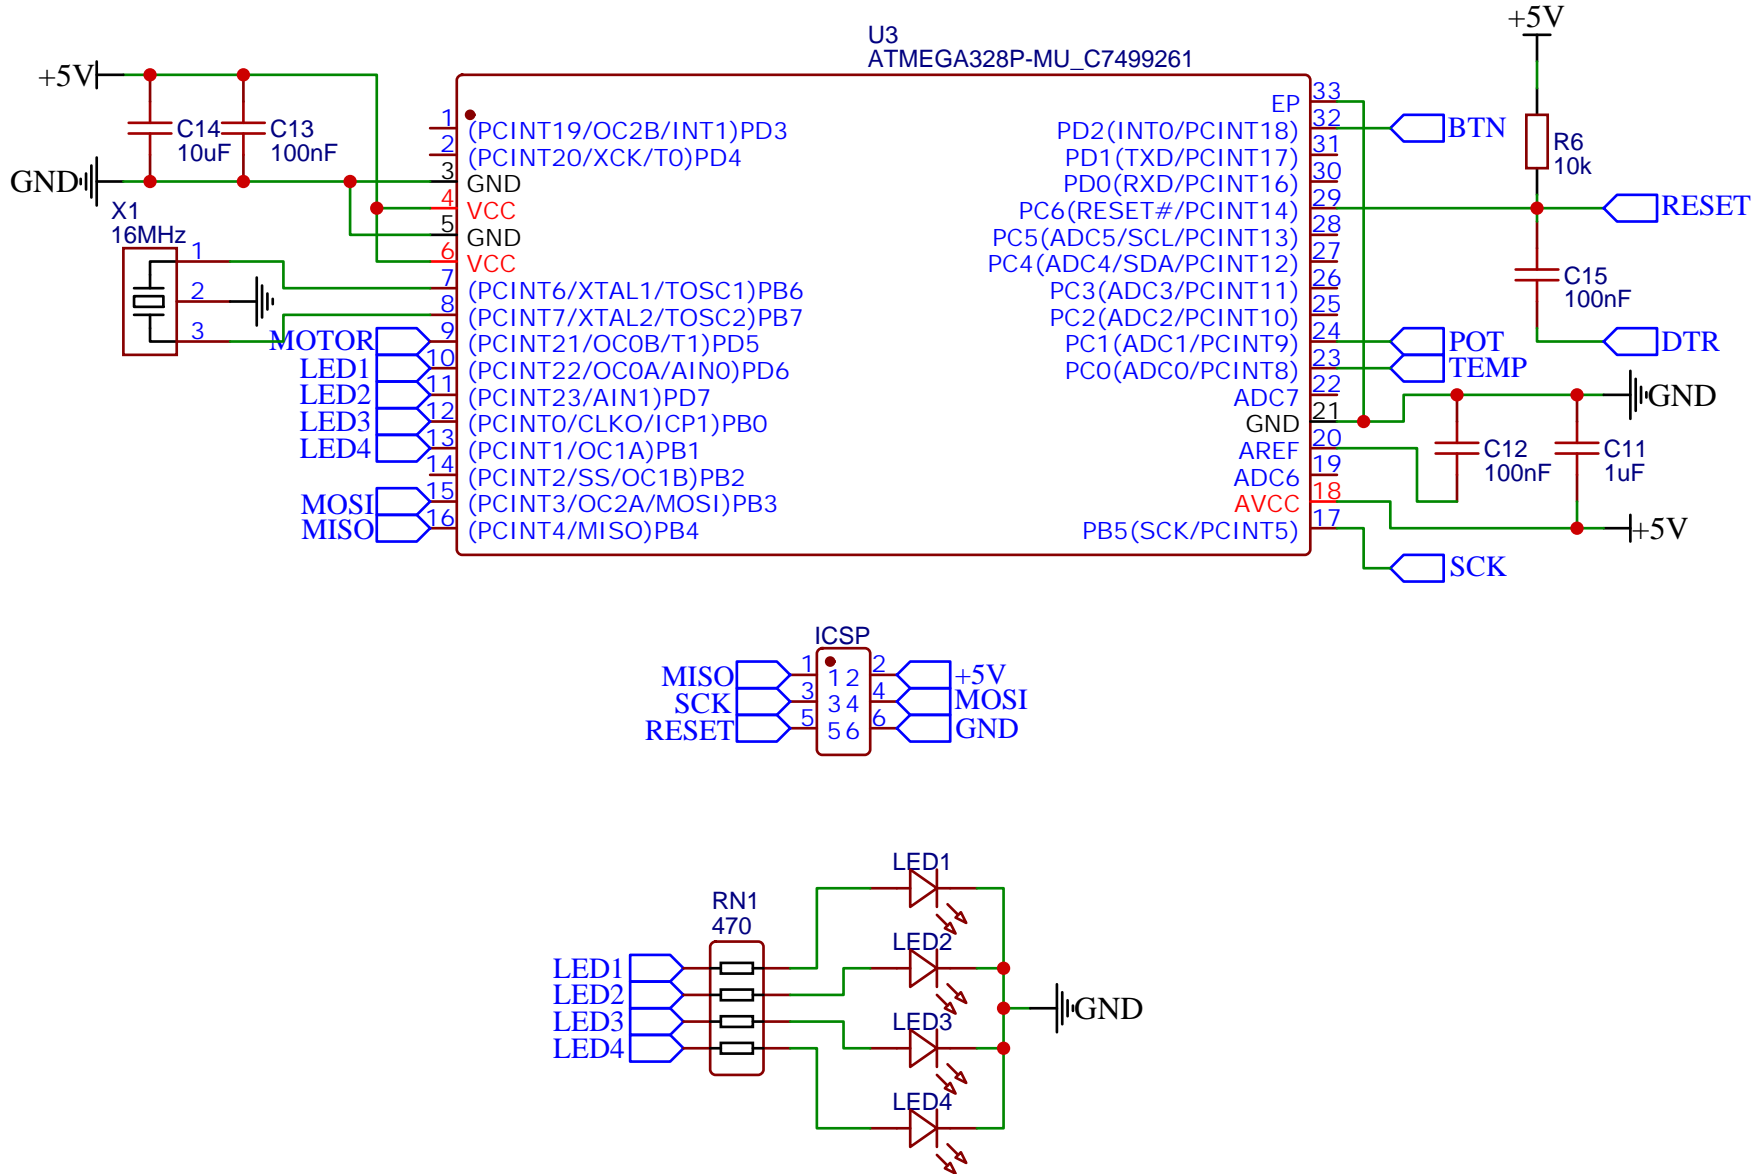 +5V
U3
ATMEGA328P-MU_C7499261
+5V
C14
10uF
C13
100nF
GND
X1
16MHz
1
2
3
1 (PCINT19/OC2B/INT1)PD3
2 (PCINT20/XCK/T0)PD4
3 GND
4 VCC
5 GND
6 VCC
7 (PCINT6/XTAL1/TOSC1)PB6
8 (PCINT7/XTAL2/TOSC2)PB7
MOTOR 9 (PCINT21/OC0B/T1)PD5
LED1 10 (PCINT22/OC0A/AIN0)PD6
LED2 11 (PCINT23/AIN1)PD7
LED3 12 (PCINT0/CLKO/ICP1)PB0
LED4 13 (PCINT1/OC1A)PB1
14 (PCINT2/SS/OC1B)PB2
MOSI 15 (PCINT3/OC2A/MOSI)PB3
MISO 16 (PCINT4/MISO)PB4
EP 33
PD2(INT0/PCINT18) 32 BTN
PD1(TXD/PCINT17) 31
PD0(RXD/PCINT16) 30
PC6(RESET#/PCINT14) 29 RESET
PC5(ADC5/SCL/PCINT13) 28
PC4(ADC4/SDA/PCINT12) 27
PC3(ADC3/PCINT11) 26
PC2(ADC2/PCINT10) 25
PC1(ADC1/PCINT9) 24 POT
PC0(ADC0/PCINT8) 23 TEMP
ADC7 22
GND 21
AREF 20
ADC6 19
AVCC 18
PB5(SCK/PCINT5) 17
SCK
R6
10k
C15
100nF
DTR
GND
C12
100nF
C11
1uF
+5V
ICSP
MISO 1 1 2 2 +5V
SCK 3 3 4 4 MOSI
RESET 5 5 6 6 GND
RN1
470
LED1
LED2
LED3
LED4
LED1
LED2
LED3
LED4
GND